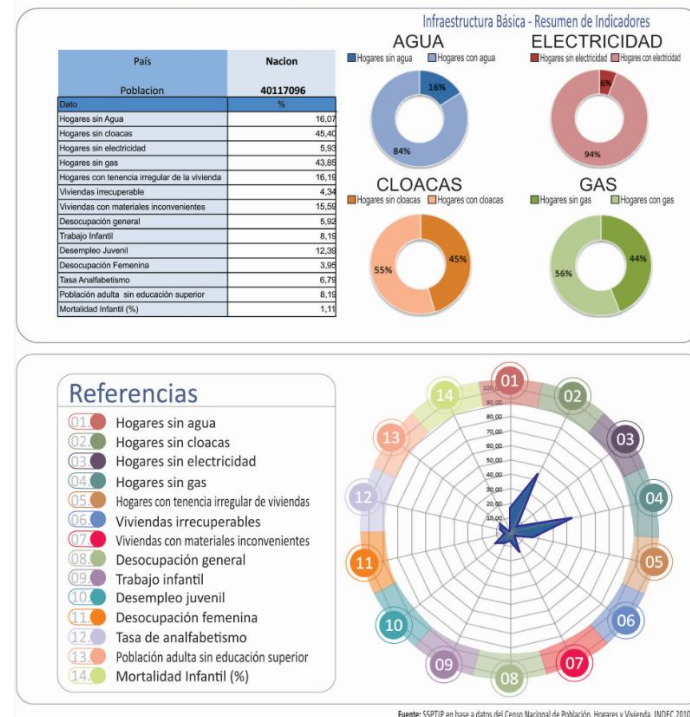 Infraestructura Básica - Resumen de Indicadores
País Nacion
Poblacion 40117096
Dato %
Hogares sin Agua 16,07
Hogares sin cloacas 45,40
Hogares sin electricidad 5,93
Hogares sin gas 43,85
Hogares con tenencia irregular de la vivienda 16,19
Viviendas irrecuperable 4,34
Viviendas con materiales inconvenientes 15,59
Desocupación general 5,92
Trabajo Infantil 8,19
Desempleo Juvenil 12,39
Desocupación Femenina 3,95
Tasa Analfabetismo 6,79
Población adulta sin educación superior 8,19
Mortalidad Infantil (%) 1,11
AGUA
Hogares sin agua Hogares con agua
16%
84%
ELECTRICIDAD
Hogares sin electricidad Hogares con electricidad
6%
94%
CLOACAS
Hogares sin cloacas Hogares con cloacas
55% 45%
GAS
Hogares sin gas Hogares con gas
56% 44%
Referencias
01. Hogares sin agua
02. Hogares sin cloacas
03. Hogares sin electricidad
04. Hogares sin gas
05. Hogares con tenencia irregular de viviendas
06. Viviendas irrecuperables
07. Viviendas con materiales inconvenientes
08. Desocupación general
09. Trabajo infantil
10. Desempleo juvenil
11. Desocupación femenina
12. Tasa de analfabetismo
13. Población adulta sin educación superior
14. Mortalidad Infantil (%)
01
02
03
04
05
06
07
08
09
10
11
12
13
14
90,00
80,00
70,00
60,00
50,00
40,00
30,00
20,00
10,00
Fuente: SSPTIP en base a datos del Censo Nacional de Población, Hogares y Vivienda, INDEC 2010